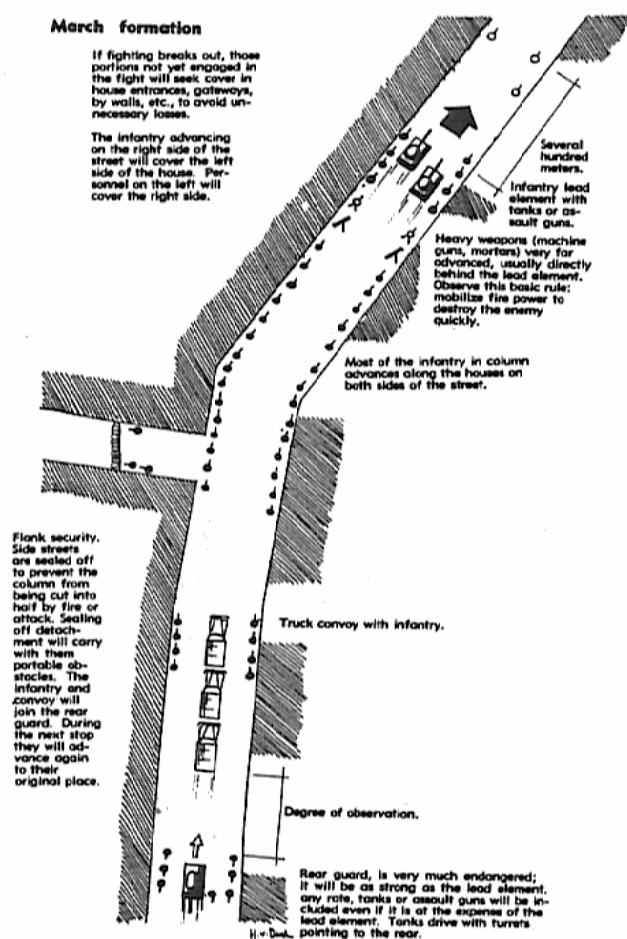 March formation
If fighting breaks out, those
portions not yet engaged in
the fight will seek cover in
house entrances, gateways,
by walls, etc., to avoid un-
necessary losses.
The infantry advancing
on the right side of the
street will cover the left
side of the house. Per-
sonnel on the left will
cover the right side.
Several
hundred
meters.
Infantry lead
element with
tanks or as-
sault guns.
Heavy weapons (machine
guns, mortars) very far
advanced, usually directly
behind the lead element.
Observe this basic rule:
mobilize fire power to
destroy the enemy
quickly.
Most of the infantry in column
advances along the houses on
both sides of the street.
Flank security.
Side streets
are sealed off
to prevent the
column from
being cut into
half by fire or
attack. Sealing
off detach-
ment will carry
with them
portable ob-
stacles. The
infantry and
convoy will
join the rear
guard. During
the next stop
they will ad-
vance again
to their
original place.
Truck convoy with infantry.
Degree of observation.
Rear guard, is very much endangered;
it will be as strong as the lead element.
any rate, tanks or assault guns will be in-
cluded even if it is at the expense of the
lead element. Tanks drive with turrets
pointing to the rear.